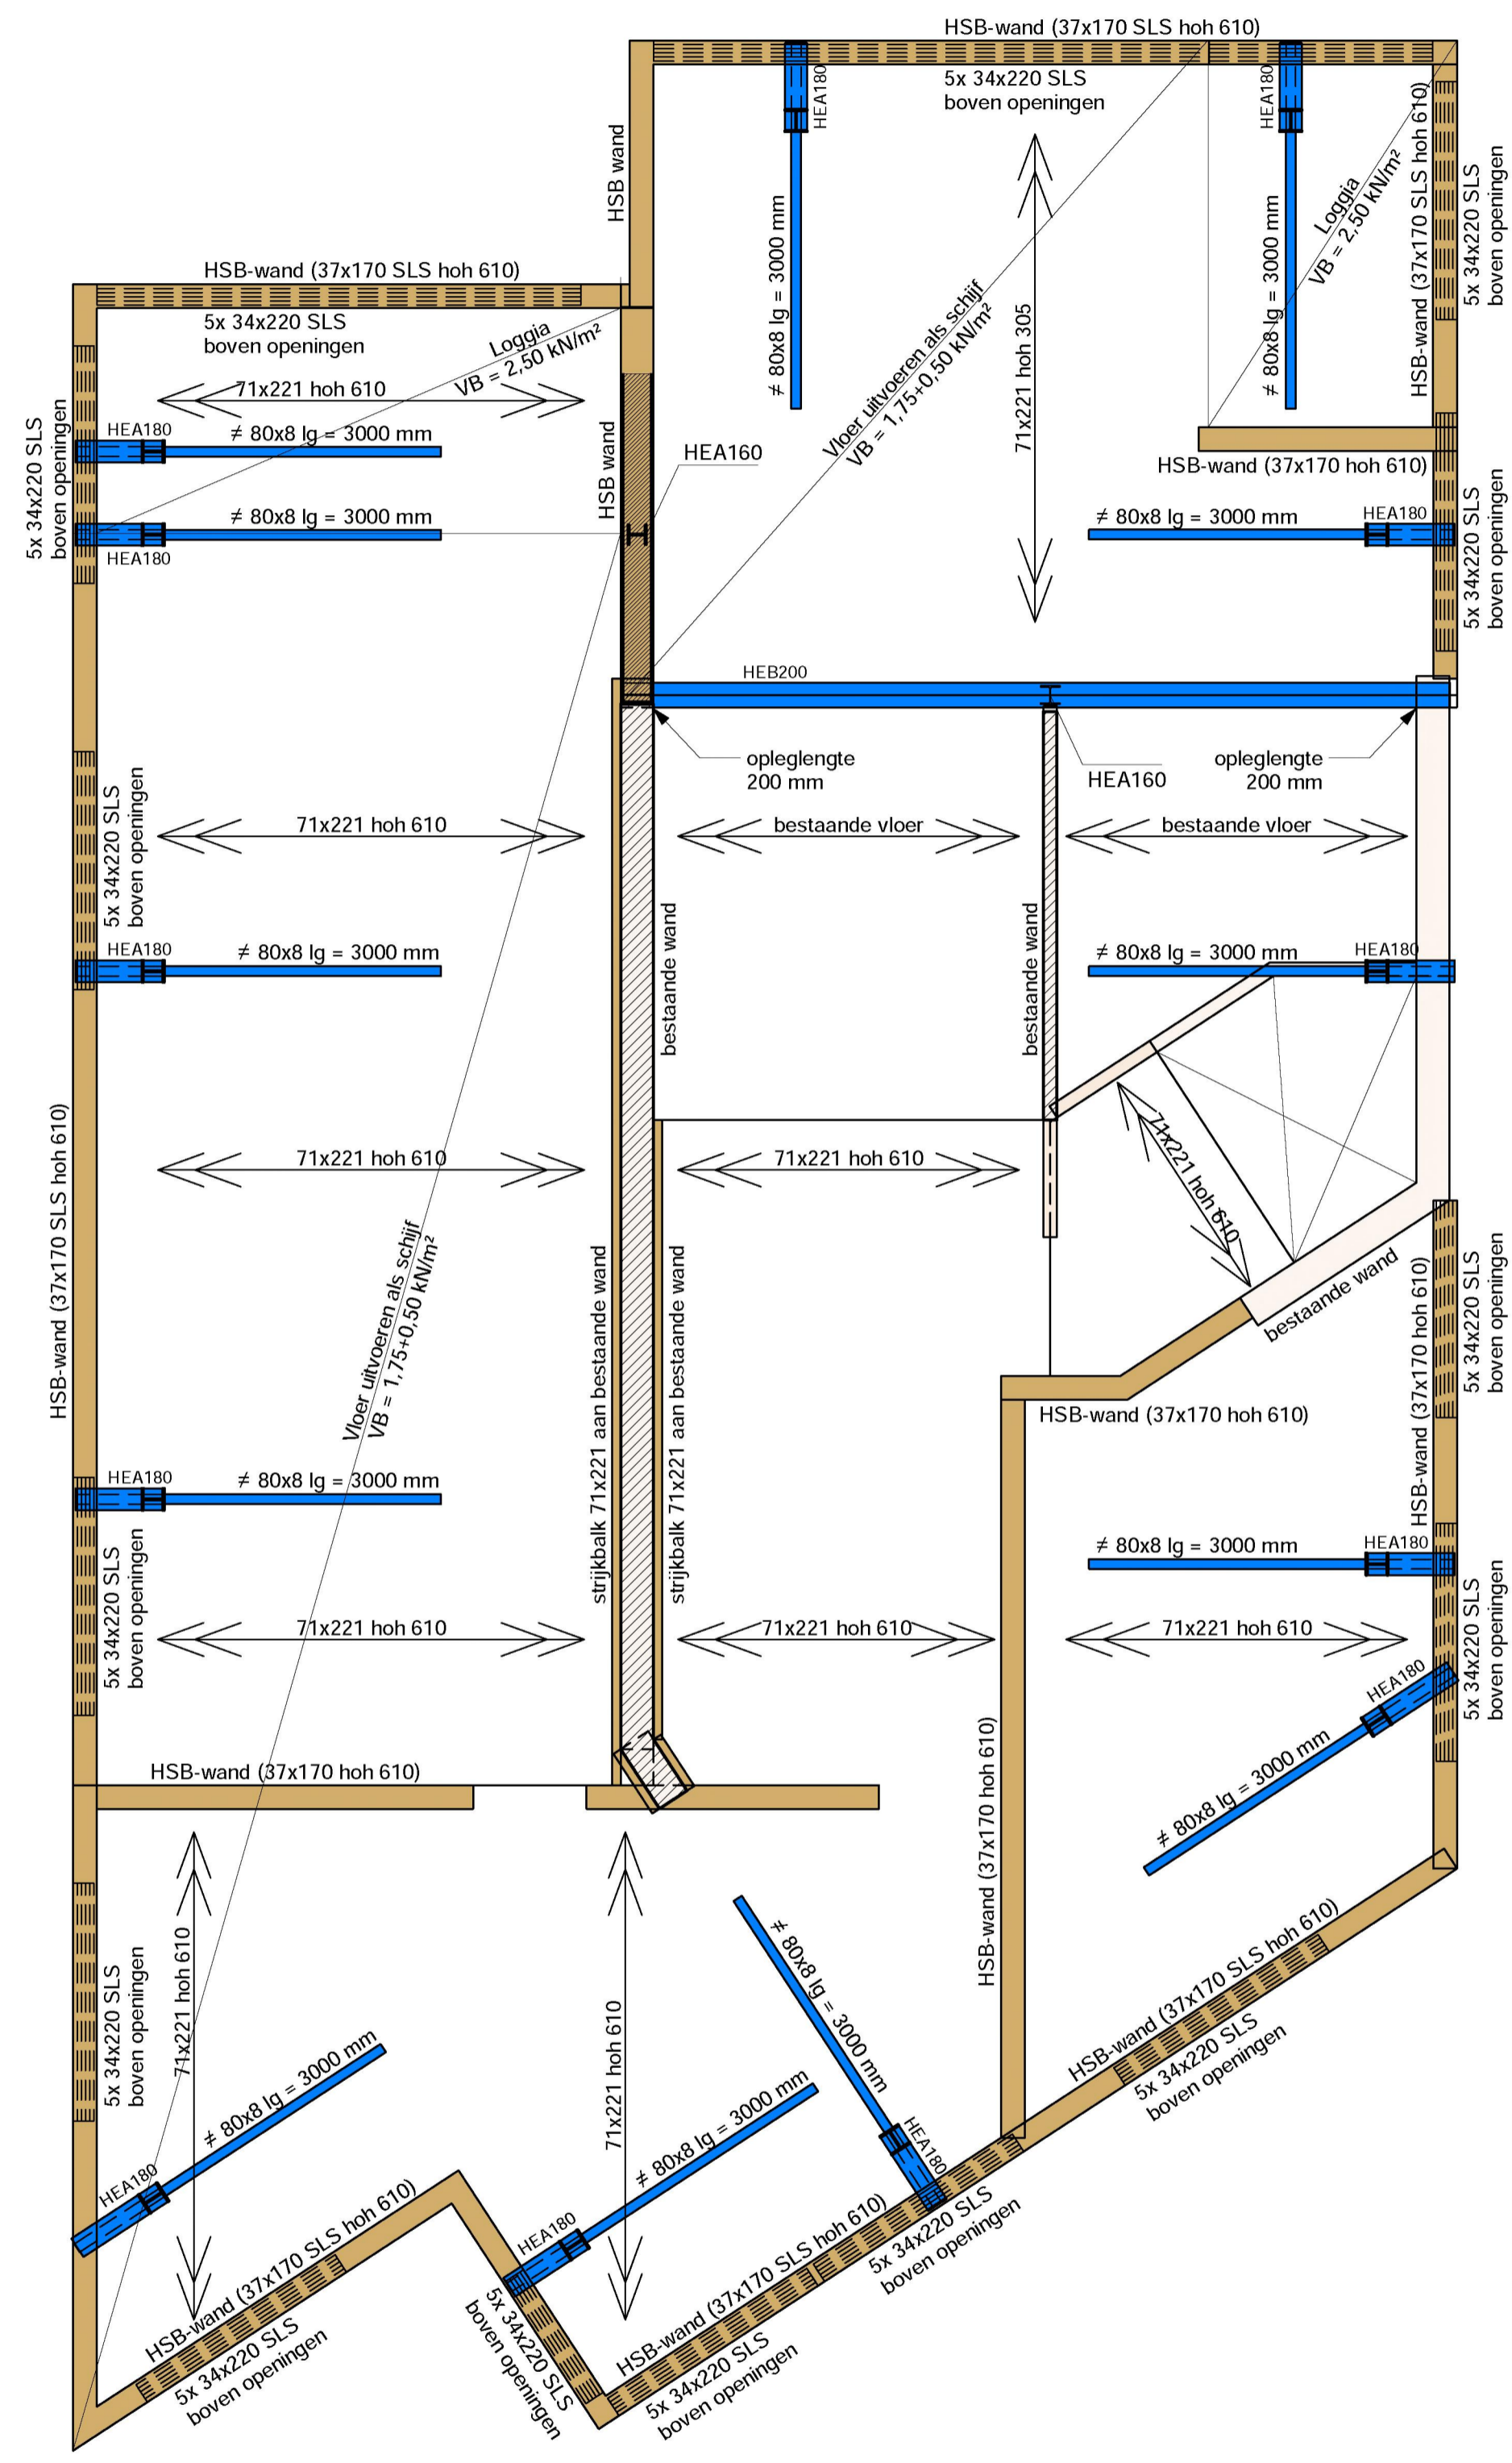 HSB-wand (37x170 SLS hoh 610)
5x 34x220 SLS
boven openingen
HEA180
HEA180
HSB wand
≠ 80x8 lg = 3000 mm
≠ 80x8 lg = 3000 mm
Loggia
VB = 2,50 kN/m²
HSB-wand (37x170 SLS hoh 610)
5x 34x220 SLS
boven openingen
Vloer uitvoeren als schijf
VB = 1,75+0,50 kN/m²
71x221 hoh 305
HSB-wand (37x170 SLS hoh 610)
5x 34x220 SLS
boven openingen
Loggia
VB = 2,50 kN/m²
71x221 hoh 610
5x 34x220 SLS
boven openingen
HEA180
≠ 80x8 lg = 3000 mm
≠ 80x8 lg = 3000 mm
HEA180
HSB wand
HEA160
HSB-wand (37x170 hoh 610)
≠ 80x8 lg = 3000 mm
HEA180
5x 34x220 SLS
boven openingen
HEB200
opleglengte
200 mm
HEA160
opleglengte
200 mm
5x 34x220 SLS
boven openingen
71x221 hoh 610
bestaande vloer
bestaande vloer
HEA180
≠ 80x8 lg = 3000 mm
bestaande wand
bestaande wand
≠ 80x8 lg = 3000 mm
HEA180
HSB-wand (37x170 SLS hoh 610)
71x221 hoh 610
71x221 hoh 610
71x221 hoh 610
bestaande wand
Vloer uitvoeren als schijf
VB = 1,75+0,50 kN/m²
strijkbalk 71x221 aan bestaande wand
strijkbalk 71x221 aan bestaande wand
HSB-wand (37x170 SLS hoh 610)
5x 34x220 SLS
boven openingen
HSB-wand (37x170 hoh 610)
HEA180
≠ 80x8 lg = 3000 mm
≠ 80x8 lg = 3000 mm
HEA180
5x 34x220 SLS
boven openingen
5x 34x220 SLS
boven openingen
71x221 hoh 610
71x221 hoh 610
71x221 hoh 610
HEA180
≠ 80x8 lg = 3000 mm
HSB-wand (37x170 hoh 610)
HSB-wand (37x170 hoh 610)
5x 34x220 SLS
boven openingen
71x221 hoh 610
71x221 hoh 610
≠ 80x8 lg = 3000 mm
HEA180
HSB-wand (37x170 SLS hoh 610)
5x 34x220 SLS
boven openingen
≠ 80x8 lg = 3000 mm
HEA180
≠ 80x8 lg = 3000 mm
HEA180
HSB-wand (37x170 SLS hoh 610)
5x 34x220 SLS
boven openingen
5x 34x220 SLS
boven openingen
HSB-wand (37x170 SLS hoh 610)
5x 34x220 SLS
boven openingen
5x 34x220 SLS
boven openingen